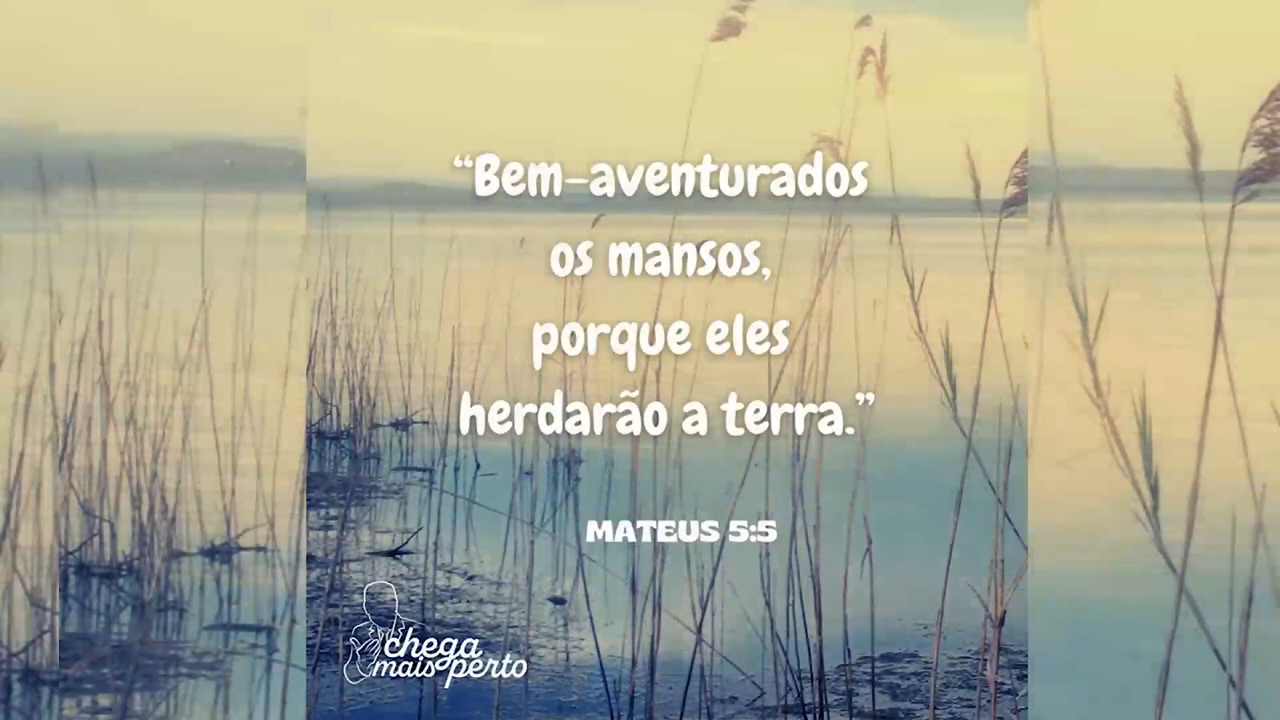 “Bem-aventurados
os mansos,
porque eles
herdarão a terra.”
MATEUS 5:5
chega
mais perto